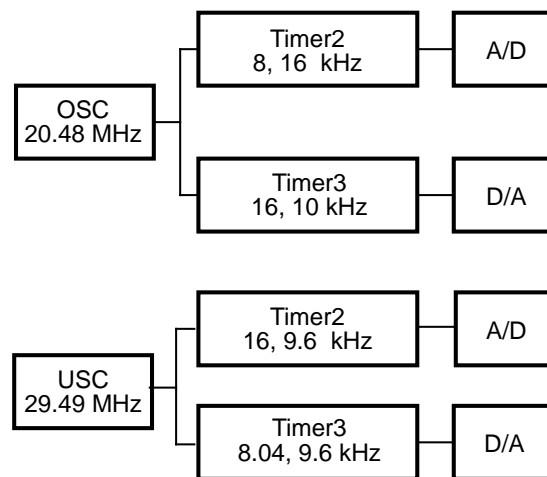 Timer2
8, 16 kHz
A/D
OSC
20.48 MHz
Timer3
16, 10 kHz
D/A
Timer2
16, 9.6 kHz
A/D
USC
29.49 MHz
Timer3
8.04, 9.6 kHz
D/A